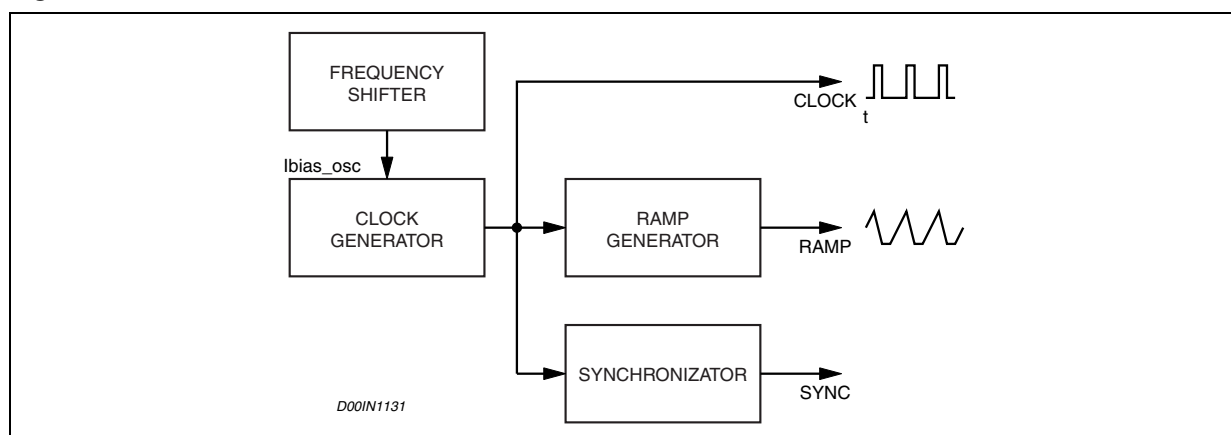 FREQUENCY
SHIFTER
CLOCK
t
Ibias_osc
CLOCK
GENERATOR
RAMP
GENERATOR
RAMP
SYNCHRONIZATOR
SYNC
D00IN1131